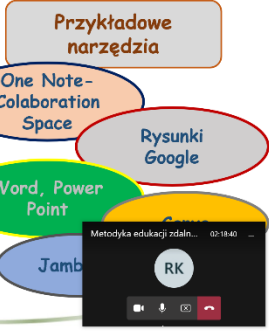 Przykładowe
narzędzia
One Note-
Colaboration
Space
Rysunki
Google
Word, Power
Point
Metodyka edukacji zdaln...
02:18:40
...
Jamb
RK